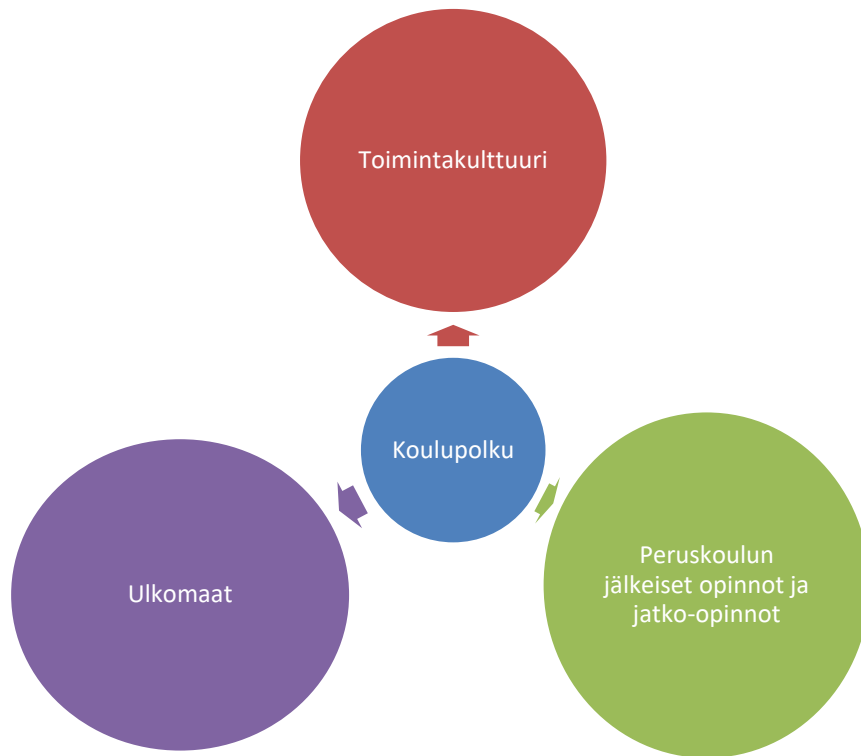 Toimintakulttuuri
Koulupolku
Peruskoulun
jälkeiset opinnot ja
jatko-opinnot
Ulkomaat